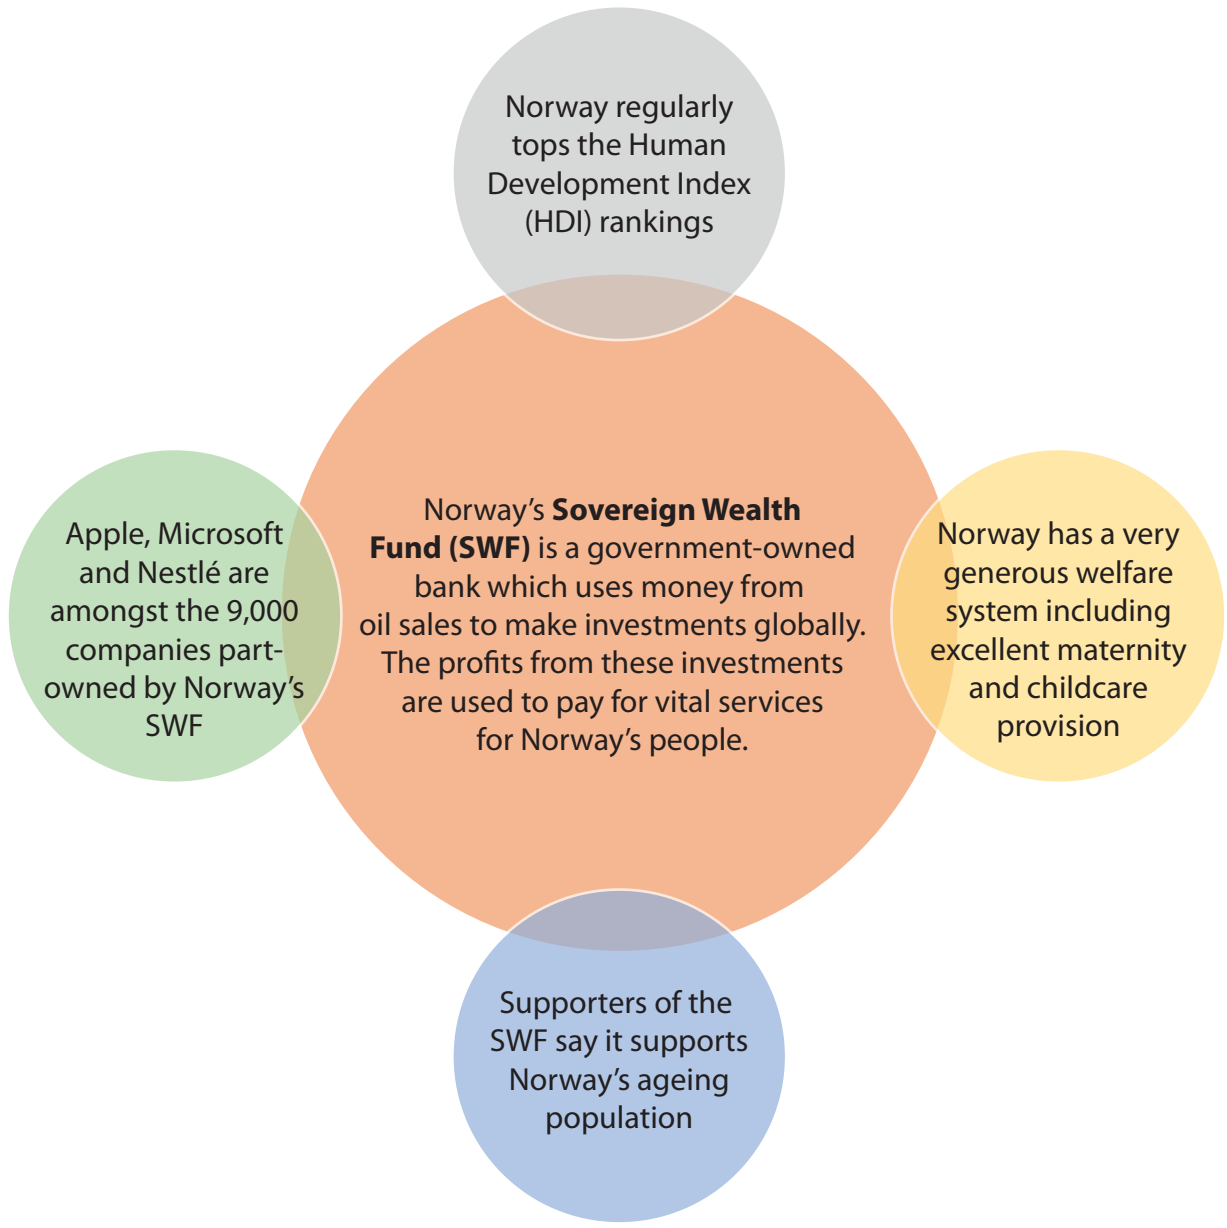 Norway regularly
tops the Human
Development Index
(HDI) rankings
Apple, Microsoft
and Nestlé are
amongst the 9,000
companies part-
owned by Norway’s
SWF
Norway’s Sovereign Wealth
Fund (SWF) is a government-owned
bank which uses money from
oil sales to make investments globally.
The profits from these investments
are used to pay for vital services
for Norway’s people.
Norway has a very
generous welfare
system including
excellent maternity
and childcare
provision
Supporters of the
SWF say it supports
Norway’s ageing
population